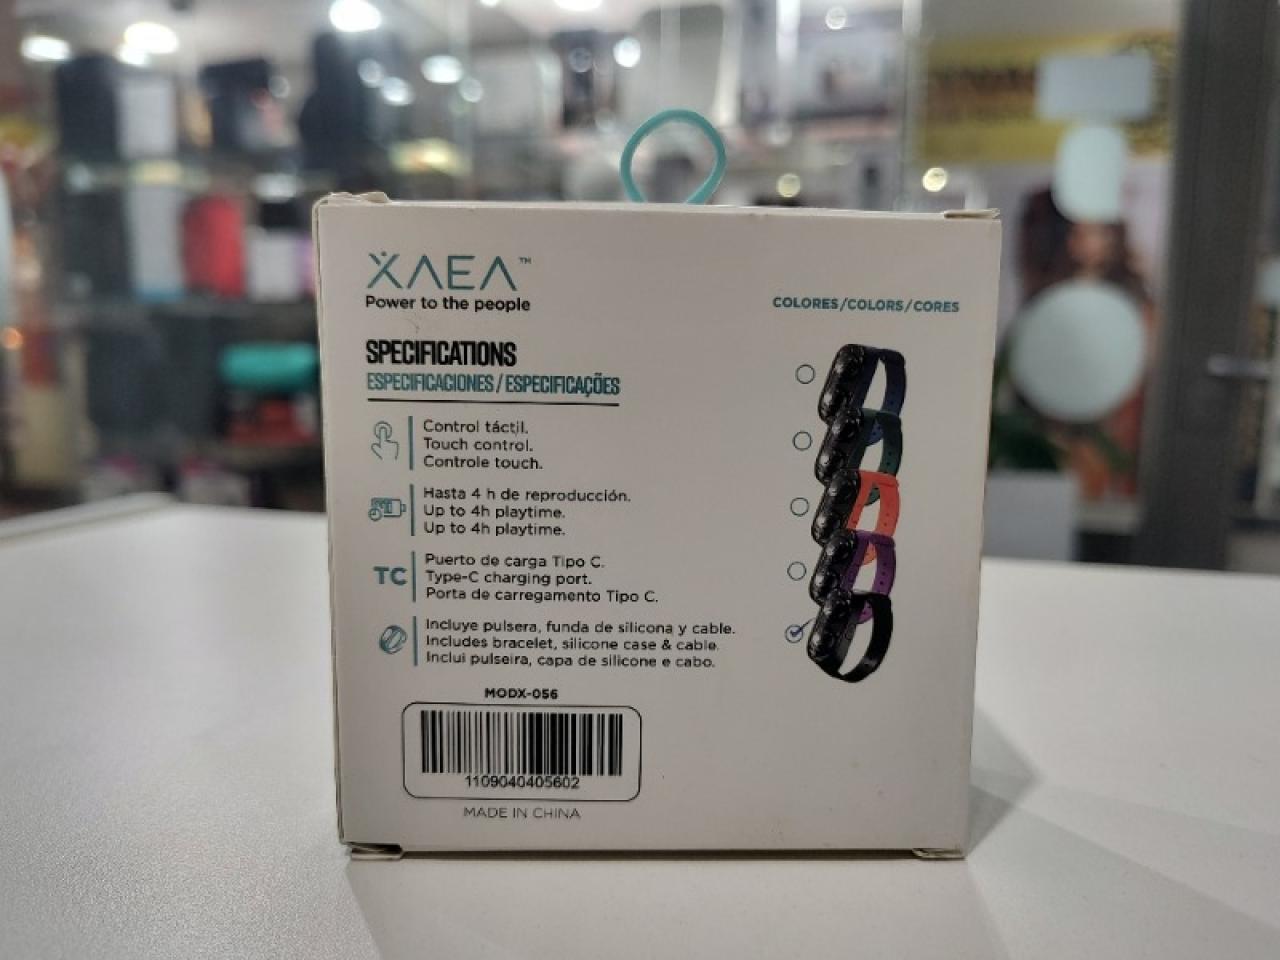 XAEA™
Power to the people
COLORES/COLORS/CORES
SPECIFICATIONS
ESPECIFICACIONES / ESPECIFICAÇÕES
Control táctil.
Touch control.
Controle touch.
Hasta 4 h de reproducción.
Up to 4h playtime.
Up to 4h playtime.
TC
Puerto de carga Tipo C.
Type-C charging port.
Porta de carregamento Tipo C.
Incluye pulsera, funda de silicona y cable.
Includes bracelet, silicone case & cable.
Inclui pulseira, capa de silicone e cabo.
MODX-056
1109040405602
MADE IN CHINA